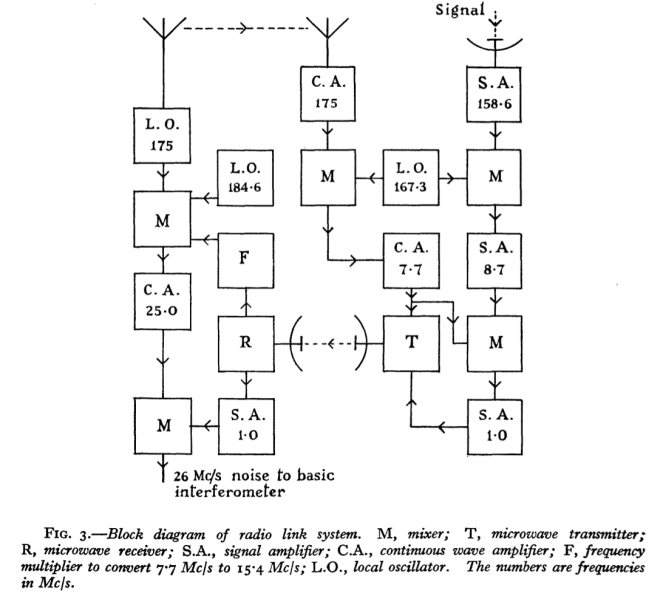 Signal
C. A.
175
S. A.
158·6
L. O.
175
L. O.
184·6
M
L. O.
167·3
M
M
F
C. A.
7·7
S. A.
8·7
C. A.
25·0
R
T
M
M
S. A.
1·0
S. A.
1·0
26 Mc/s noise to basic
interferometer
FIG. 3.—Block diagram of radio link system. M, mixer; T, microwave transmitter;
R, microwave receiver; S.A., signal amplifier; C.A., continuous wave amplifier; F, frequency
multiplier to convert 7·7 Mc/s to 15·4 Mc/s; L.O., local oscillator. The numbers are frequencies
in Mc/s.